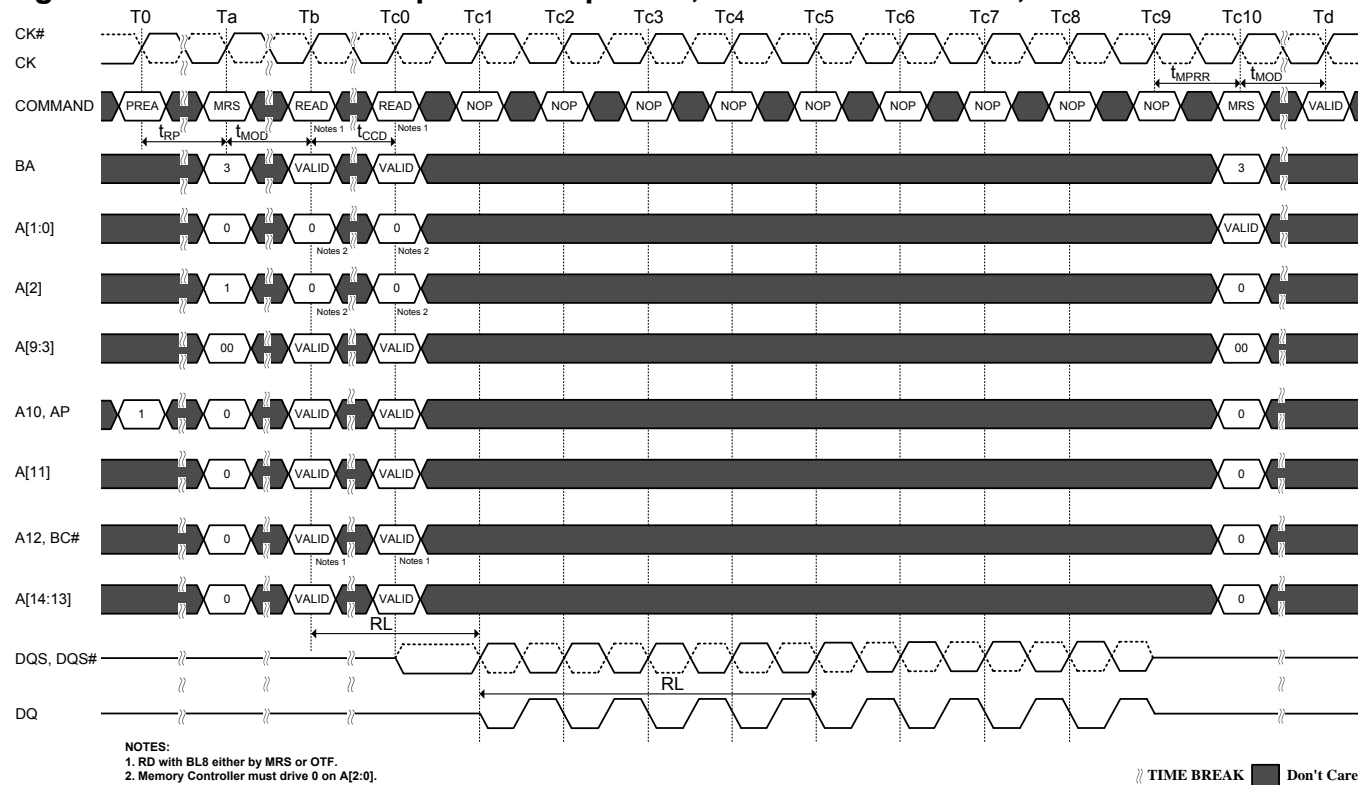 T0 Ta Tb Tc0 Tc1 Tc2 Tc3 Tc4 Tc5 Tc6 Tc7 Tc8 Tc9 Tc10 Td
CK#
CK
tMPRR tMOD
COMMAND PREA MRS READ READ NOP NOP NOP NOP NOP NOP NOP NOP NOP MRS VALID
Notes 1 Notes 1
tRP tMOD tCCD
BA 3 VALID VALID 3
A[1:0] 0 0 0 VALID
Notes 2 Notes 2
A[2] 1 0 0 0
Notes 2 Notes 2
A[9:3] 00 VALID VALID 00
A10, AP 1 0 VALID VALID 0
A[11] 0 VALID VALID 0
A12, BC# 0 VALID VALID 0
Notes 1 Notes 1
A[14:13] 0 VALID VALID 0
RL
DQS, DQS#
RL
DQ
NOTES:
1. RD with BL8 either by MRS or OTF.
2. Memory Controller must drive 0 on A[2:0].
TIME BREAK Don't Care